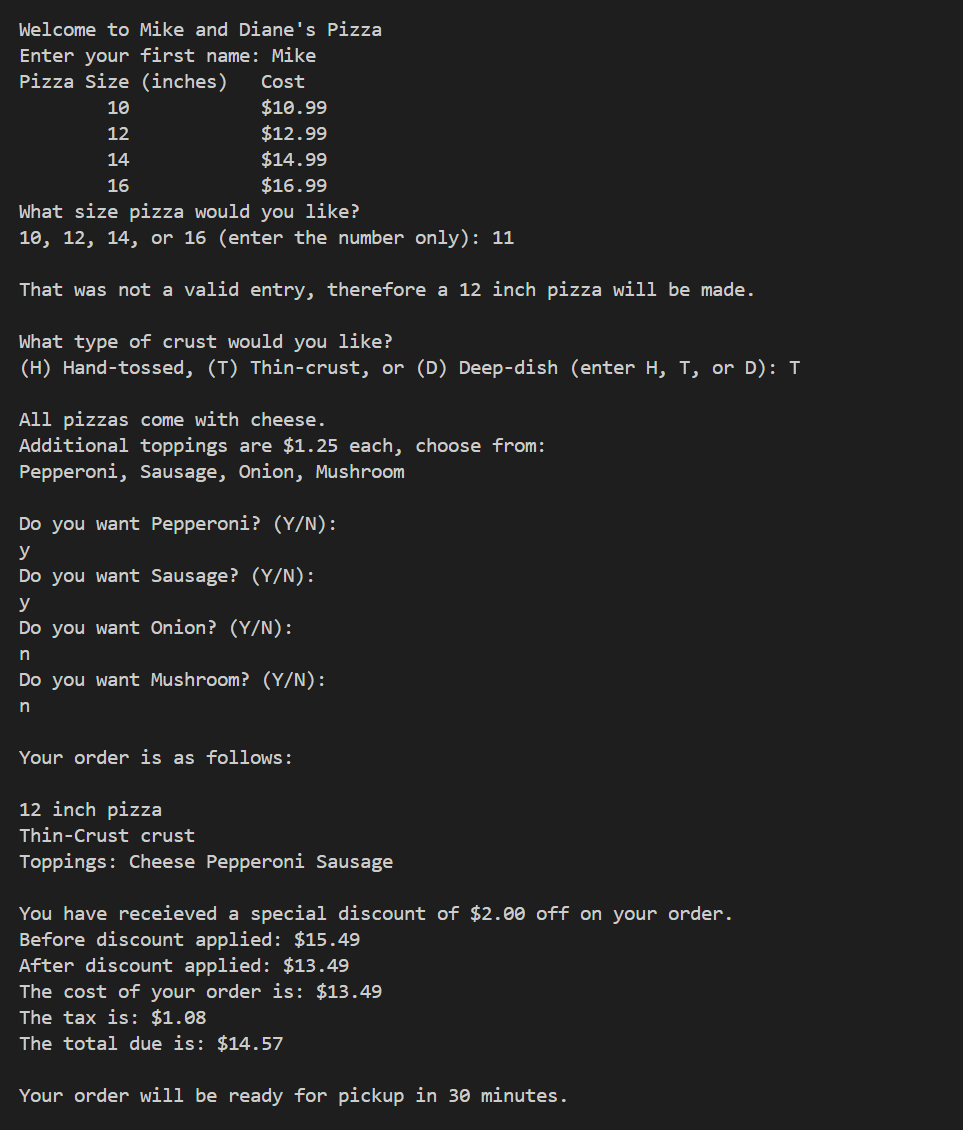 Welcome to Mike and Diane's Pizza
Enter your first name: Mike
Pizza Size (inches)   Cost
        10            $10.99
        12            $12.99
        14            $14.99
        16            $16.99
What size pizza would you like?
10, 12, 14, or 16 (enter the number only): 11

That was not a valid entry, therefore a 12 inch pizza will be made.

What type of crust would you like?
(H) Hand-tossed, (T) Thin-crust, or (D) Deep-dish (enter H, T, or D): T

All pizzas come with cheese.
Additional toppings are $1.25 each, choose from:
Pepperoni, Sausage, Onion, Mushroom

Do you want Pepperoni? (Y/N):
y
Do you want Sausage? (Y/N):
y
Do you want Onion? (Y/N):
n
Do you want Mushroom? (Y/N):
n

Your order is as follows:

12 inch pizza
Thin-Crust crust
Toppings: Cheese Pepperoni Sausage

You have receieved a special discount of $2.00 off on your order.
Before discount applied: $15.49
After discount applied: $13.49
The cost of your order is: $13.49
The tax is: $1.08
The total due is: $14.57

Your order will be ready for pickup in 30 minutes.